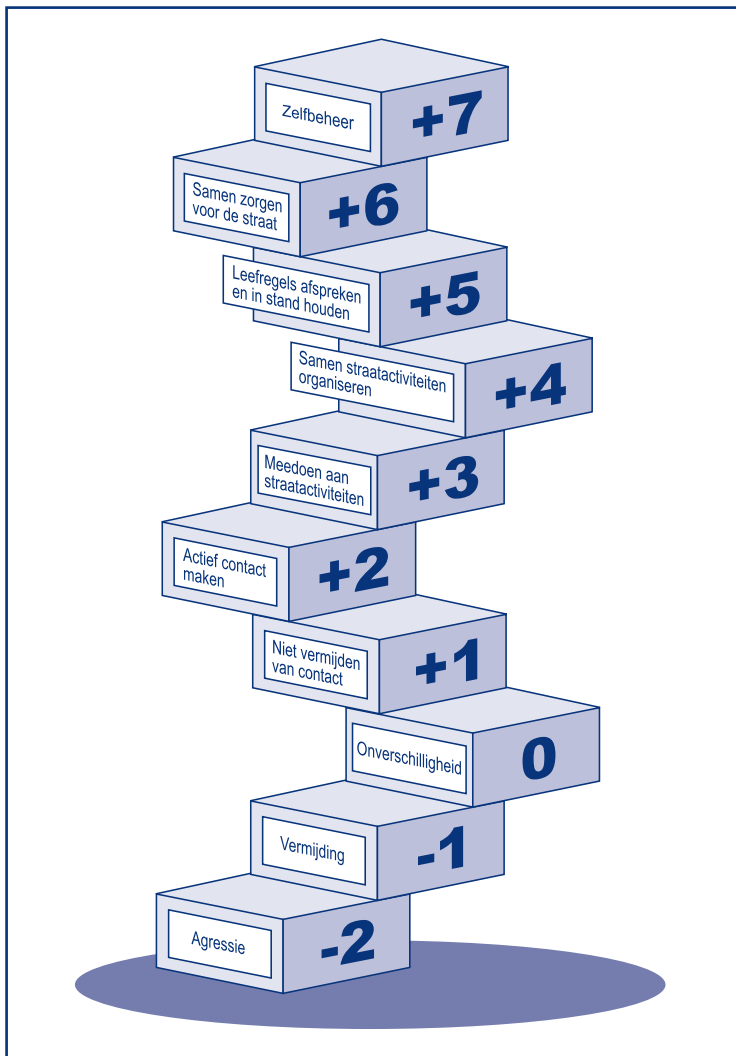 Zelfbeheer
+7
Samen zorgen
voor de straat
+6
Leefregels afspreken
en in stand houden
+5
Samen straatactiviteiten
organiseren
+4
Meedoen aan
straatactiviteiten
+3
Actief contact
maken
+2
Niet vermijden
van contact
+1
Onverschilligheid
0
Vermijding
-1
Agressie
-2